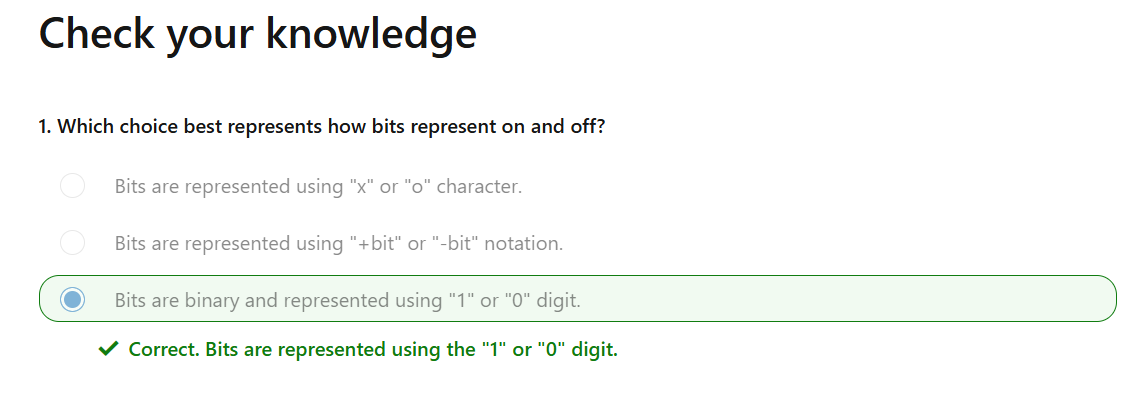 Check your knowledge
1. Which choice best represents how bits represent on and off?
Bits are represented using "x" or "o" character.
Bits are represented using "+bit" or "-bit" notation.
Bits are binary and represented using "1" or "0" digit.
Correct. Bits are represented using the "1" or "0" digit.